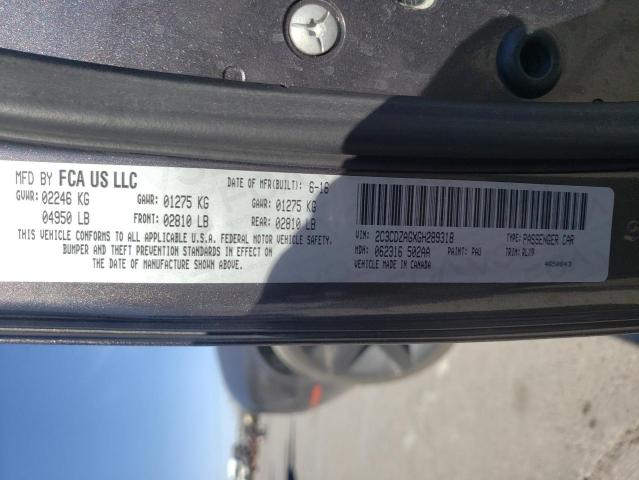 MFD BY FCA US LLC
DATE OF MFR(BUILT): 6-16
GVWR: 02246 KG GAWR: 01275 KG 01275 KG
04950 LB FRONT: 02810 LB REAR: 02810 LB
THIS VEHICLE CONFORMS TO ALL APPLICABLE U.S.A. FEDERAL MOTOR VEHICLE SAFETY,
BUMPER AND THEFT PREVENTION STANDARDS IN EFFECT ON
THE DATE OF MANUFACTURE SHOWN ABOVE.
VIN: 2C3CDZAGXGH289318 TYPE: PASSENGER CAR
MDH: 062316 502AA PAINT: PAU TRIM: RLX9
VEHICLE MADE IN CANADA